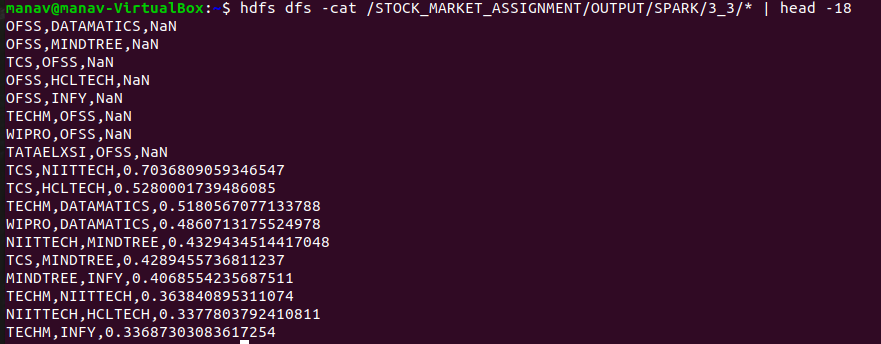 manav@manav-VirtualBox:~$ hdfs dfs -cat /STOCK_MARKET_ASSIGNMENT/OUTPUT/SPARK/3_3/* | head -18
OFSS,DATAMATICS,NaN
OFSS,MINDTREE,NaN
TCS,OFSS,NaN
OFSS,HCLTECH,NaN
OFSS,INFY,NaN
TECHM,OFSS,NaN
WIPRO,OFSS,NaN
TATAELXSI,OFSS,NaN
TCS,NIITTECH,0.7036809059346547
TCS,HCLTECH,0.5280001739486085
TECHM,DATAMATICS,0.5180567077133788
WIPRO,DATAMATICS,0.4860713175524978
NIITTECH,MINDTREE,0.4329434514417048
TCS,MINDTREE,0.4289455736811237
MINDTREE,INFY,0.4068554235687511
TECHM,NIITTECH,0.363840895311074
NIITTECH,HCLTECH,0.3377803792410811
TECHM,INFY,0.33687303083617254